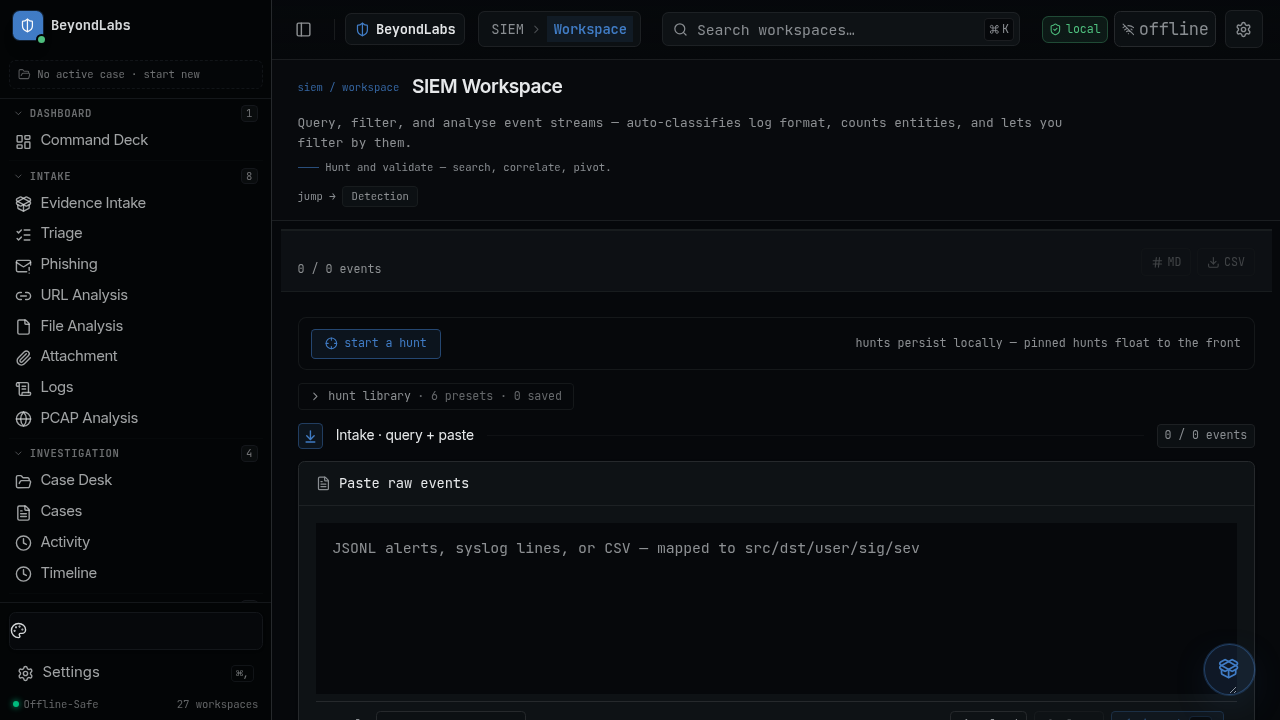 BeyondLabs
No active case · start new
DASHBOARD 1
Command Deck
INTAKE 8
Evidence Intake
Triage
Phishing
URL Analysis
File Analysis
Attachment
Logs
PCAP Analysis
INVESTIGATION 4
Case Desk
Cases
Activity
Timeline
Settings ⌘,
Offline-Safe 27 workspaces
BeyondLabs SIEM > Workspace Search workspaces… ⌘K local offline
siem / workspace SIEM Workspace
Query, filter, and analyse event streams — auto-classifies log format, counts entities, and lets you
filter by them.
Hunt and validate — search, correlate, pivot.
jump → Detection
0 / 0 events MD CSV
start a hunt hunts persist locally — pinned hunts float to the front
hunt library · 6 presets · 0 saved
Intake · query + paste 0 / 0 events
Paste raw events
JSONL alerts, syslog lines, or CSV — mapped to src/dst/user/sig/sev